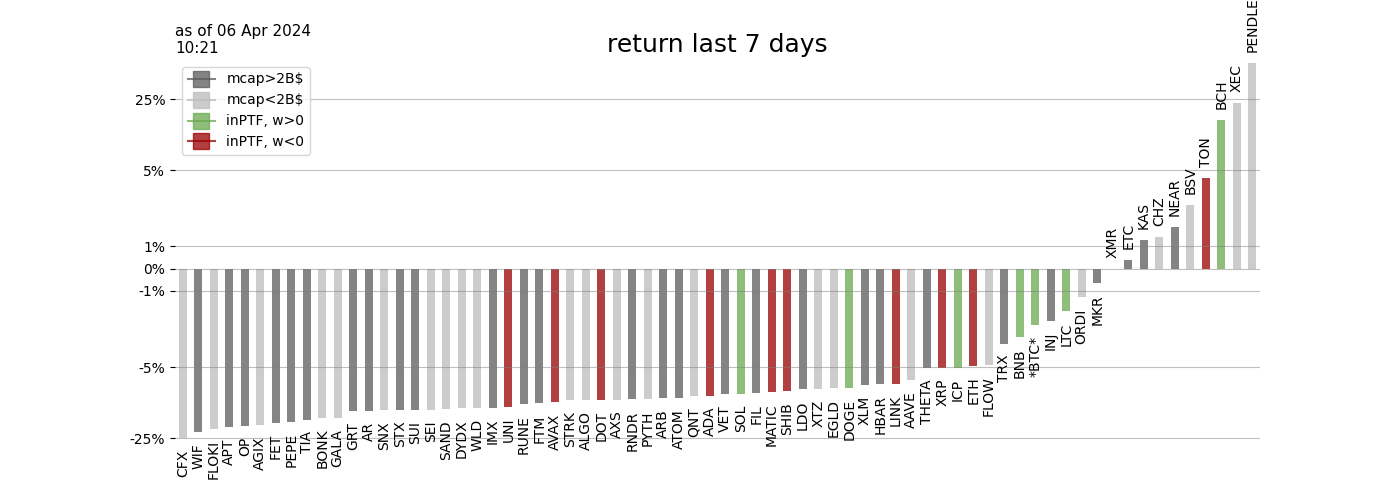 as of 06 Apr 2024
10:21
return last 7 days
mcap>2B$
mcap<2B$
inPTF, w>0
inPTF, w<0
25%
5%
1%
0%
-1%
-5%
-25%
CFX
WIF
FLOKI
APT
OP
AGIX
FET
PEPE
TIA
BONK
GALA
GRT
AR
SNX
STX
SUI
SEI
SAND
DYDX
WLD
IMX
UNI
RUNE
FTM
AVAX
STRK
ALGO
DOT
AXS
RNDR
PYTH
ARB
ATOM
QNT
ADA
VET
SOL
FIL
MATIC
SHIB
LDO
XTZ
EGLD
DOGE
XLM
HBAR
LINK
AAVE
THETA
XRP
ICP
ETH
FLOW
TRX
BNB
*BTC*
INJ
LTC
ORDI
MKR
XMR
ETC
KAS
CHZ
NEAR
BSV
TON
BCH
XEC
PENDLE